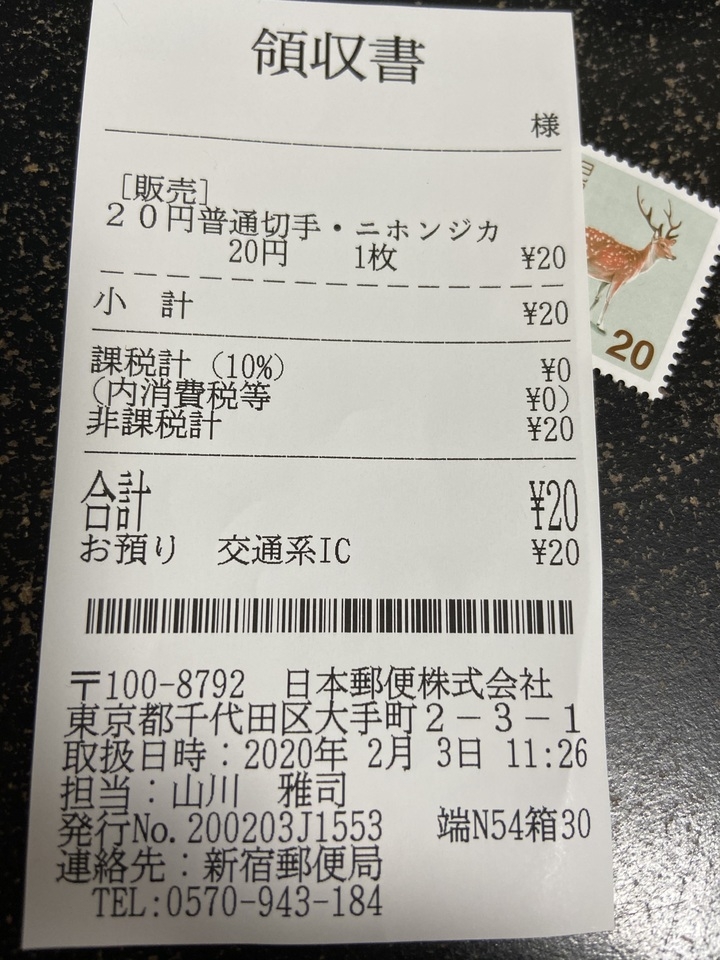 領収書
様
[販売]
２０円普通切手・ニホンジカ
20円 1枚 ¥20
小 計 ¥20
課税計(10%) ¥0
(内消費税等 ¥0)
非課税計 ¥20
合計 ¥20
お預り 交通系IC ¥20
〒100-8792 日本郵便株式会社
東京都千代田区大手町２－３－１
取扱日時：2020年 2月 3日 11:26
担当：山川 雅司
発行No.200203J1553 端N54箱30
連絡先：新宿郵便局
TEL:0570-943-184
20